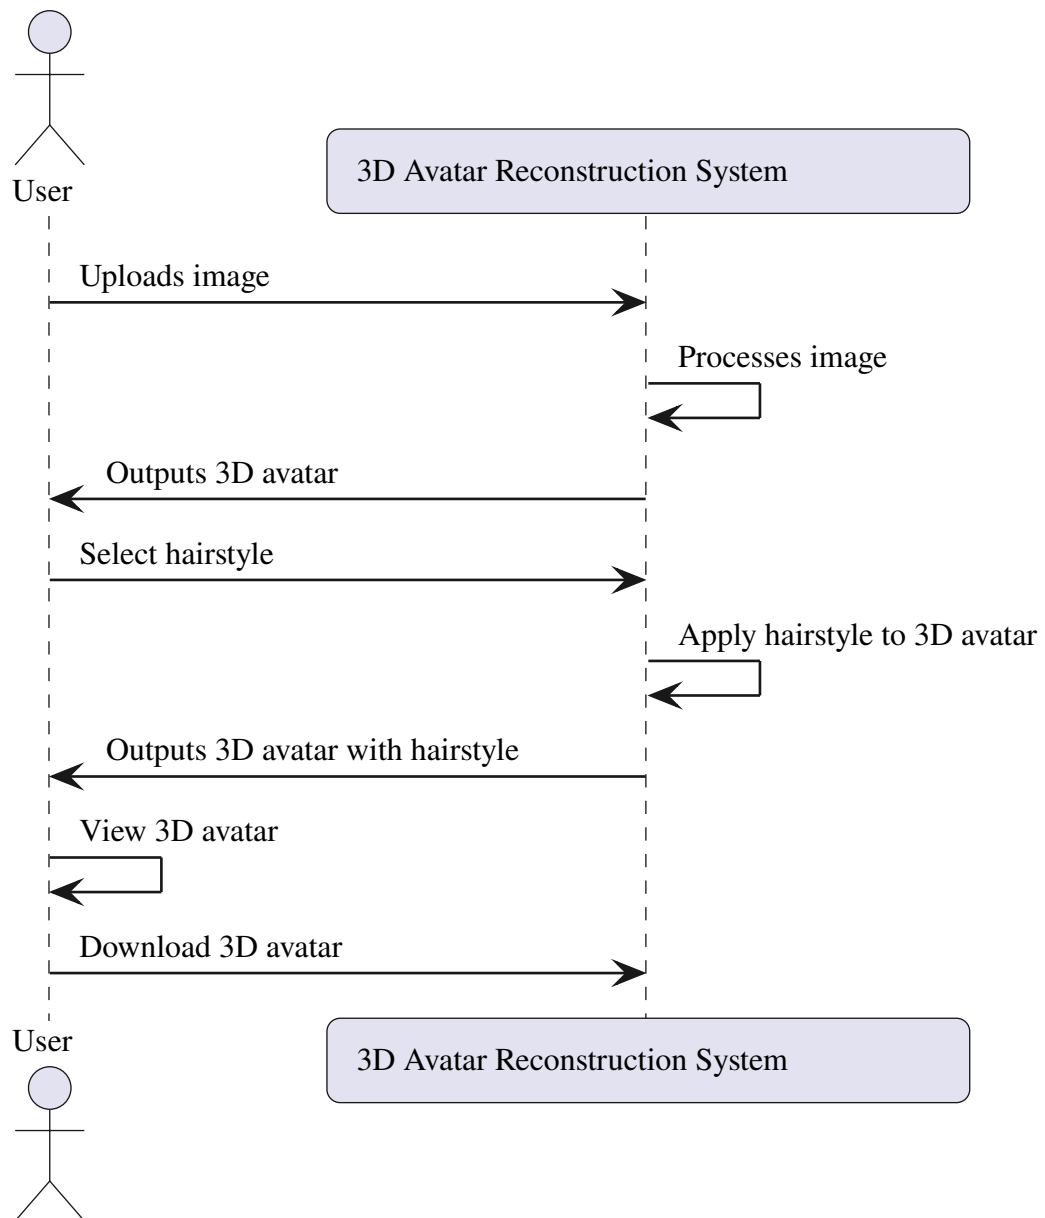 User
3D Avatar Reconstruction System
Uploads image
Processes image
Outputs 3D avatar
Select hairstyle
Apply hairstyle to 3D avatar
Outputs 3D avatar with hairstyle
View 3D avatar
Download 3D avatar
User
3D Avatar Reconstruction System